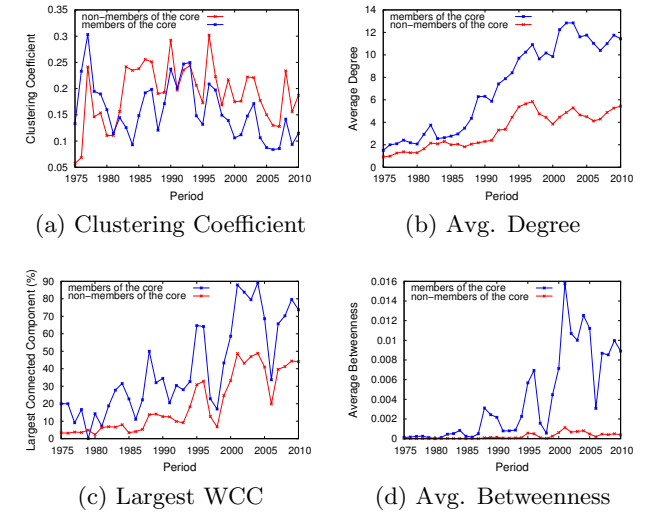 0.35
0.3
0.25
0.2
0.15
0.1
0.05
1975 1980 1985 1990 1995 2000 2005 2010
Clustering Coefficient
Period
non-members of the core
members of the core
(a) Clustering Coefficient
14
12
10
8
6
4
2
0
1975 1980 1985 1990 1995 2000 2005 2010
Average Degree
Period
members of the core
non-members of the core
(b) Avg. Degree
90
80
70
60
50
40
30
20
10
0
1975 1980 1985 1990 1995 2000 2005 2010
Largest Connected Component (%)
Period
members of the core
non-members of the core
(c) Largest WCC
0.016
0.014
0.012
0.01
0.008
0.006
0.004
0.002
0
1975 1980 1985 1990 1995 2000 2005 2010
Average Betweenness
Period
members of the core
non-members of the core
(d) Avg. Betweenness